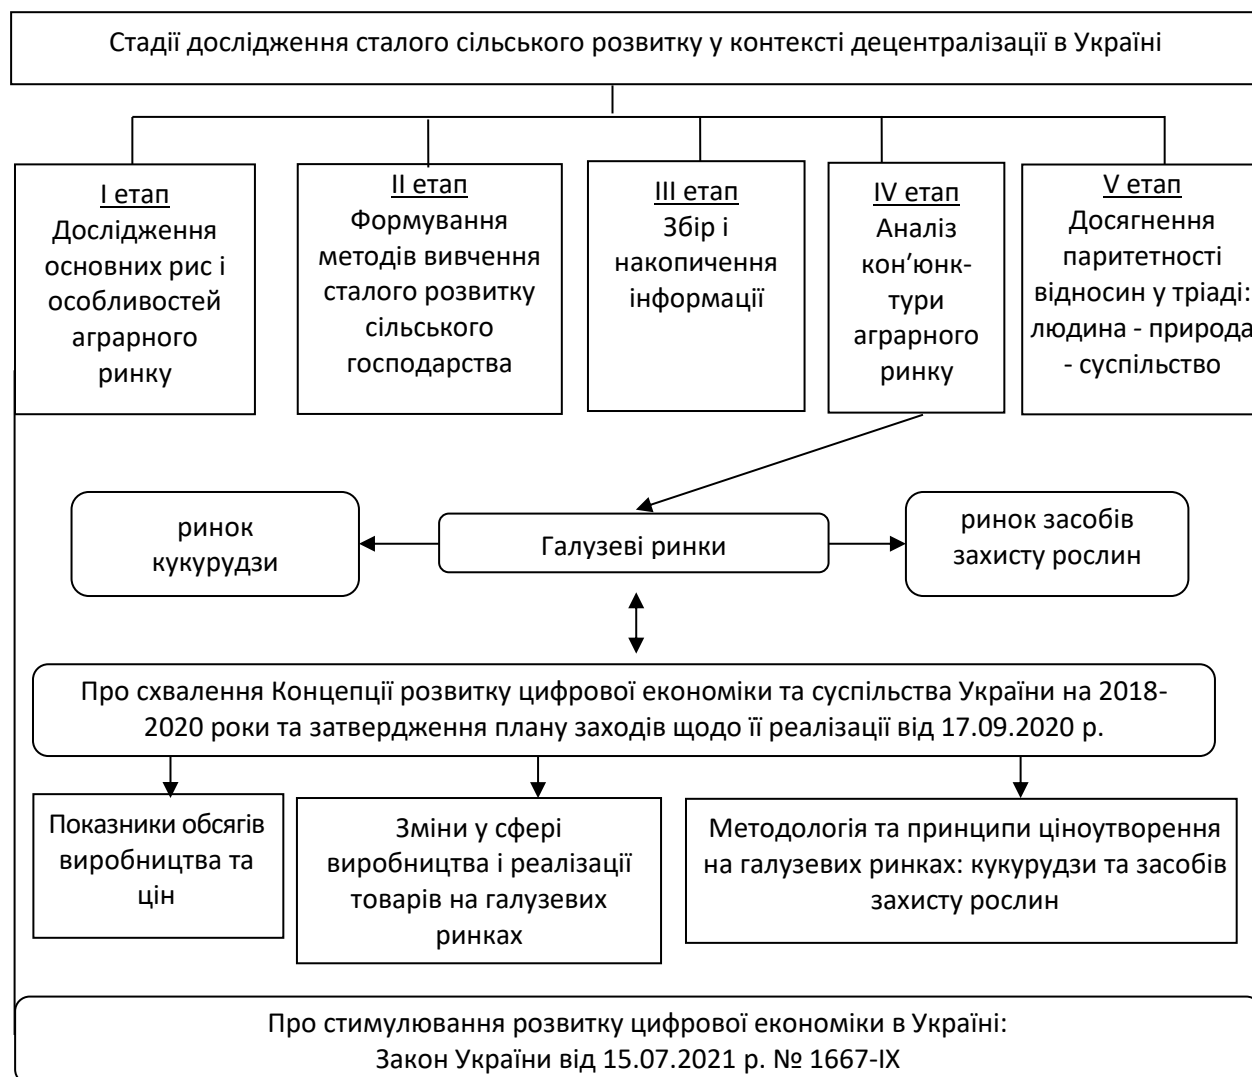 Стадії дослідження сталого сільського розвитку у контексті децентралізації в Україні
І етап
Дослідження
основних рис і
особливостей
аграрного
ринку
ІІ етап
Формування
методів вивчення
сталого розвитку
сільського
господарства
ІІІ етап
Збір і
накопичення
інформації
IV етап
Аналіз
кон’юнк-
тури
аграрного
ринку
V етап
Досягнення
паритетності
відносин у тріаді:
людина - природа
- суспільство
ринок
кукурудзи
Галузеві ринки
ринок засобів
захисту рослин
Про схвалення Концепції розвитку цифрової економіки та суспільства України на 2018-
2020 роки та затвердження плану заходів щодо її реалізації від 17.09.2020 р.
Показники обсягів
виробництва та
цін
Зміни у сфері
виробництва і реалізації
товарів на галузевих
ринках
Методологія та принципи ціноутворення
на галузевих ринках: кукурудзи та засобів
захисту рослин
Про стимулювання розвитку цифрової економіки в Україні:
Закон України від 15.07.2021 р. № 1667-IX